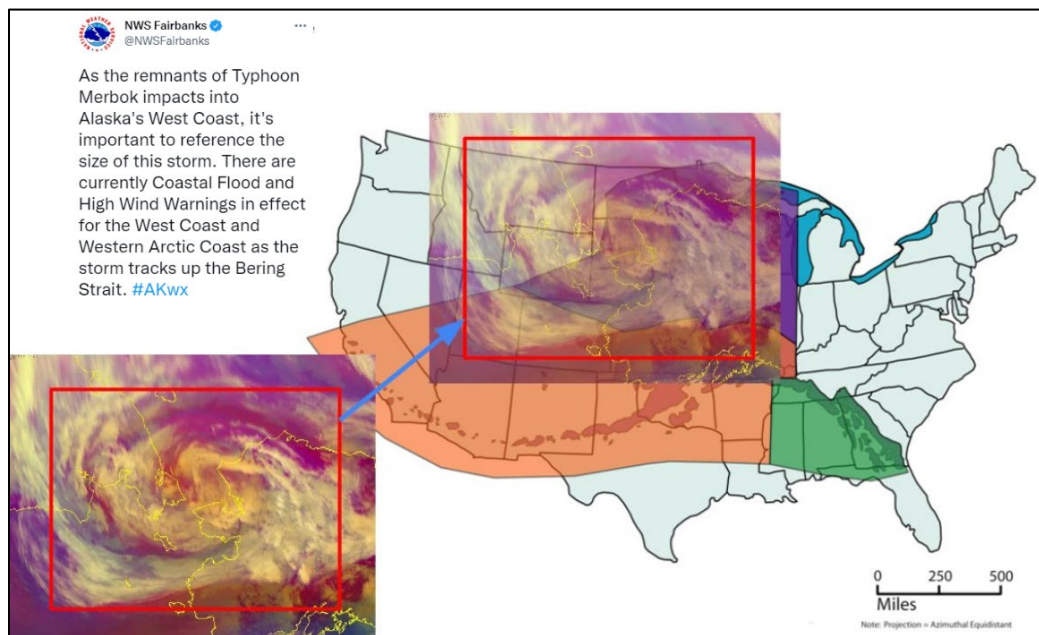 NWS Fairbanks
@NWSFairbanks
As the remnants of Typhoon
Merbok impacts into
Alaska's West Coast, it's
important to reference the
size of this storm. There are
currently Coastal Flood and
High Wind Warnings in effect
for the West Coast and
Western Arctic Coast as the
storm tracks up the Bering
Strait. #AKwx
0 250 500
Miles
Note: Projection = Azimuthal Equidistant